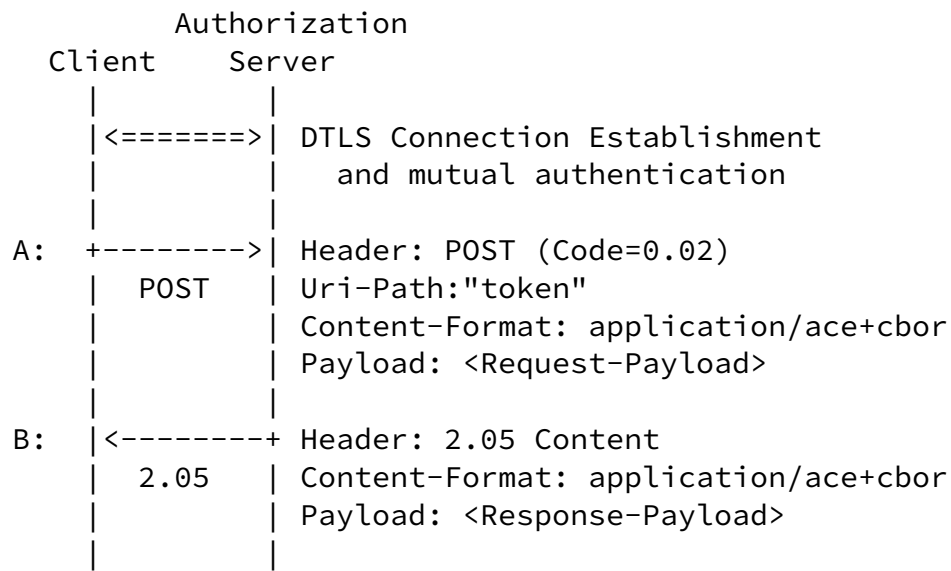 Authorization
Client Server
|<=======>| DTLS Connection Establishment
| | and mutual authentication
A: +-------->| Header: POST (Code=0.02)
| POST | Uri-Path:"token"
| | Content-Format: application/ace+cbor
| | Payload: <Request-Payload>
B: |<--------+ Header: 2.05 Content
| 2.05 | Content-Format: application/ace+cbor
| | Payload: <Response-Payload>